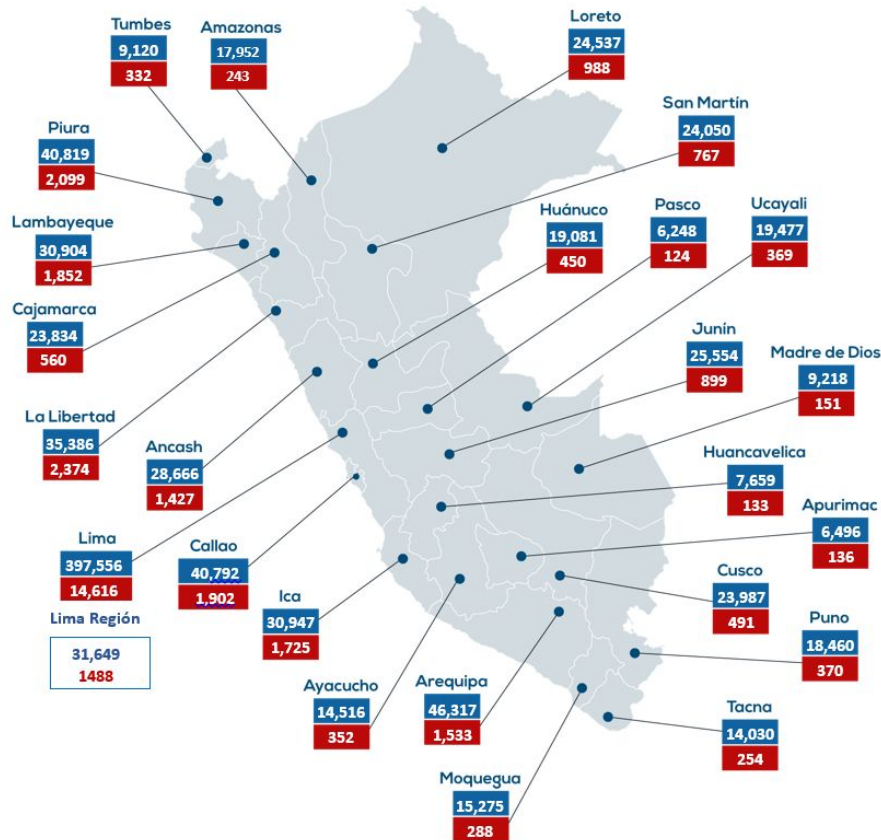 Tumbes
9,120
332
Amazonas
17,952
243
Loreto
24,537
988
San Martín
24,050
767
Piura
40,819
2,099
Lambayeque
30,904
1,852
Huánuco
19,081
450
Pasco
6,248
124
Ucayali
19,477
369
Cajamarca
23,834
560
Junín
25,554
899
Madre de Dios
9,218
151
La Libertad
35,386
2,374
Ancash
28,666
1,427
Huancavelica
7,659
133
Apurimac
6,496
136
Lima
397,556
14,616
Callao
40,792
1,902
Ica
30,947
1,725
Cusco
23,987
491
Lima Región
31,649
1488
Puno
18,460
370
Ayacucho
14,516
352
Arequipa
46,317
1,533
Tacna
14,030
254
Moquegua
15,275
288